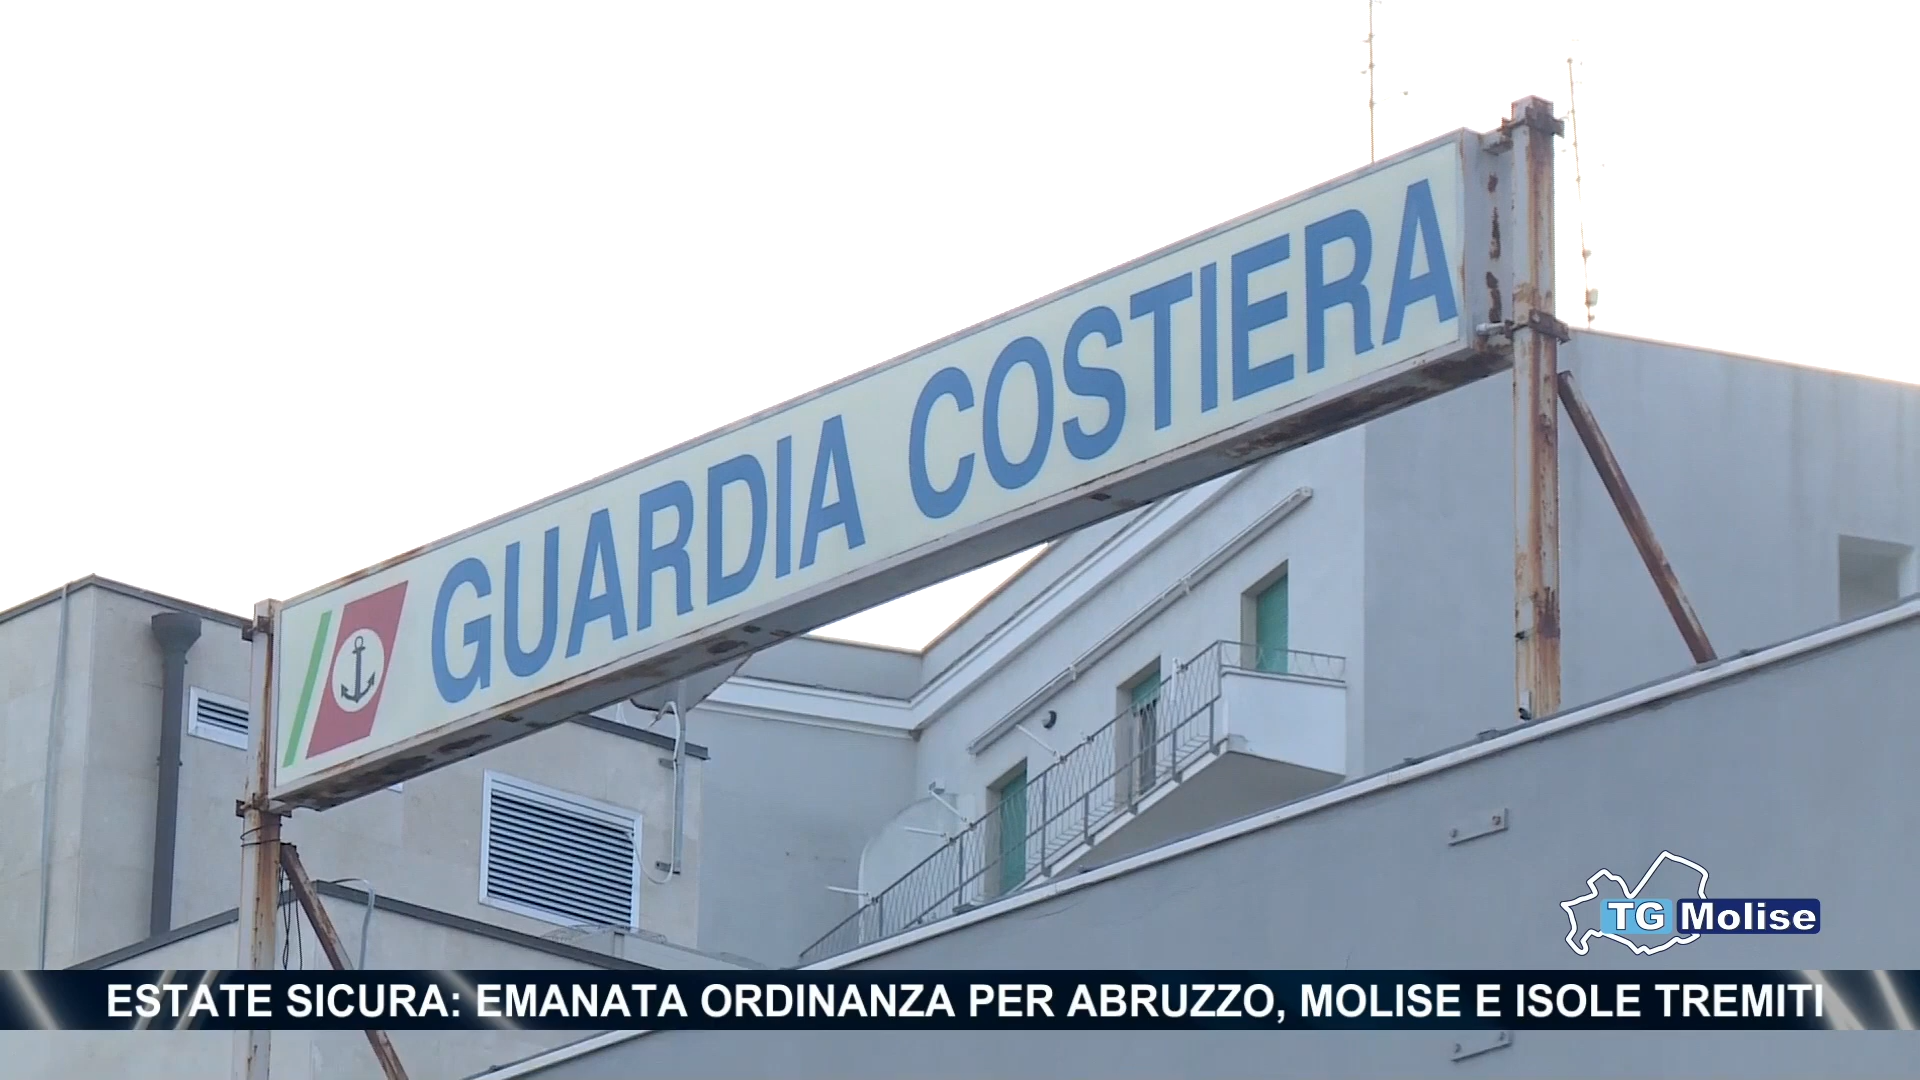 GUARDIA COSTIERA
TG Molise
ESTATE SICURA: EMANATA ORDINANZA PER ABRUZZO, MOLISE E ISOLE TREMITI